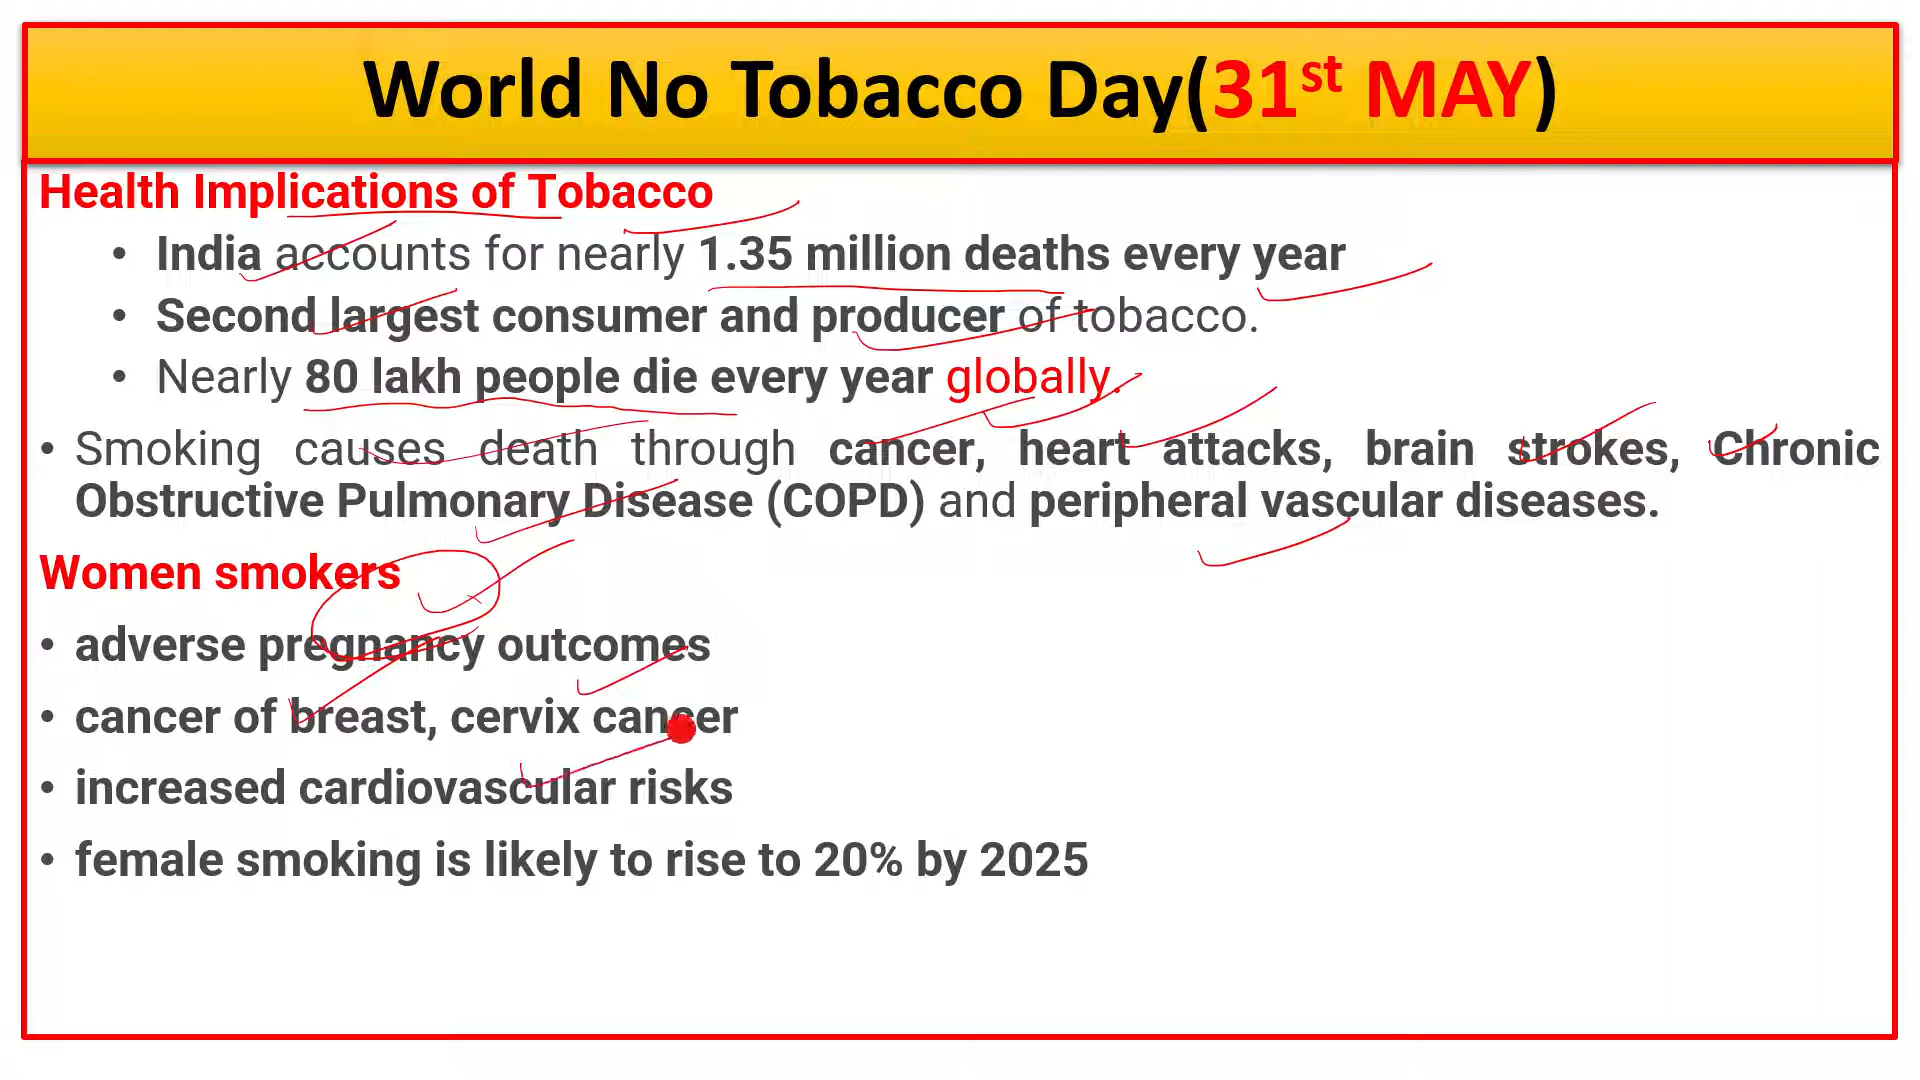 World No Tobacco Day(31st MAY)
Health Implications of Tobacco
• India accounts for nearly 1.35 million deaths every year
• Second largest consumer and producer of tobacco.
• Nearly 80 lakh people die every year globally.
• Smoking causes death through cancer, heart attacks, brain strokes, Chronic
Obstructive Pulmonary Disease (COPD) and peripheral vascular diseases.
Women smokers
• adverse pregnancy outcomes
• cancer of breast, cervix cancer
• increased cardiovascular risks
• female smoking is likely to rise to 20% by 2025